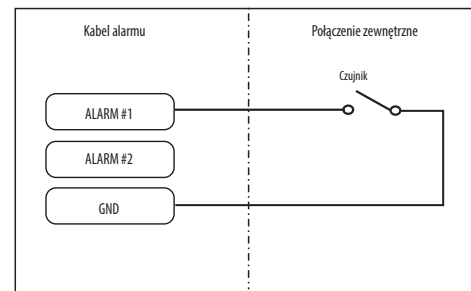 Kabel alarmu
Połączenie zewnętrzne
Czujnik
ALARM #1
ALARM #2
GND